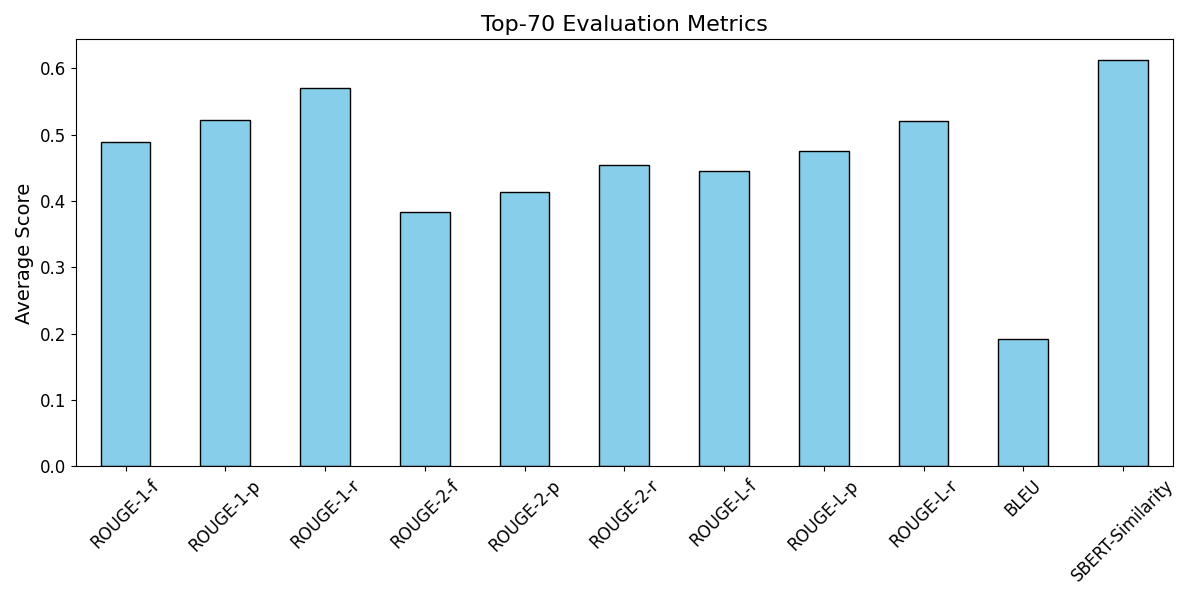 Top-70 Evaluation Metrics
Average Score
0.6
0.5
0.4
0.3
0.2
0.1
0.0
ROUGE-1-f
ROUGE-1-p
ROUGE-1-r
ROUGE-2-f
ROUGE-2-p
ROUGE-2-r
ROUGE-L-f
ROUGE-L-p
ROUGE-L-r
BLEU
SBERT-Similarity